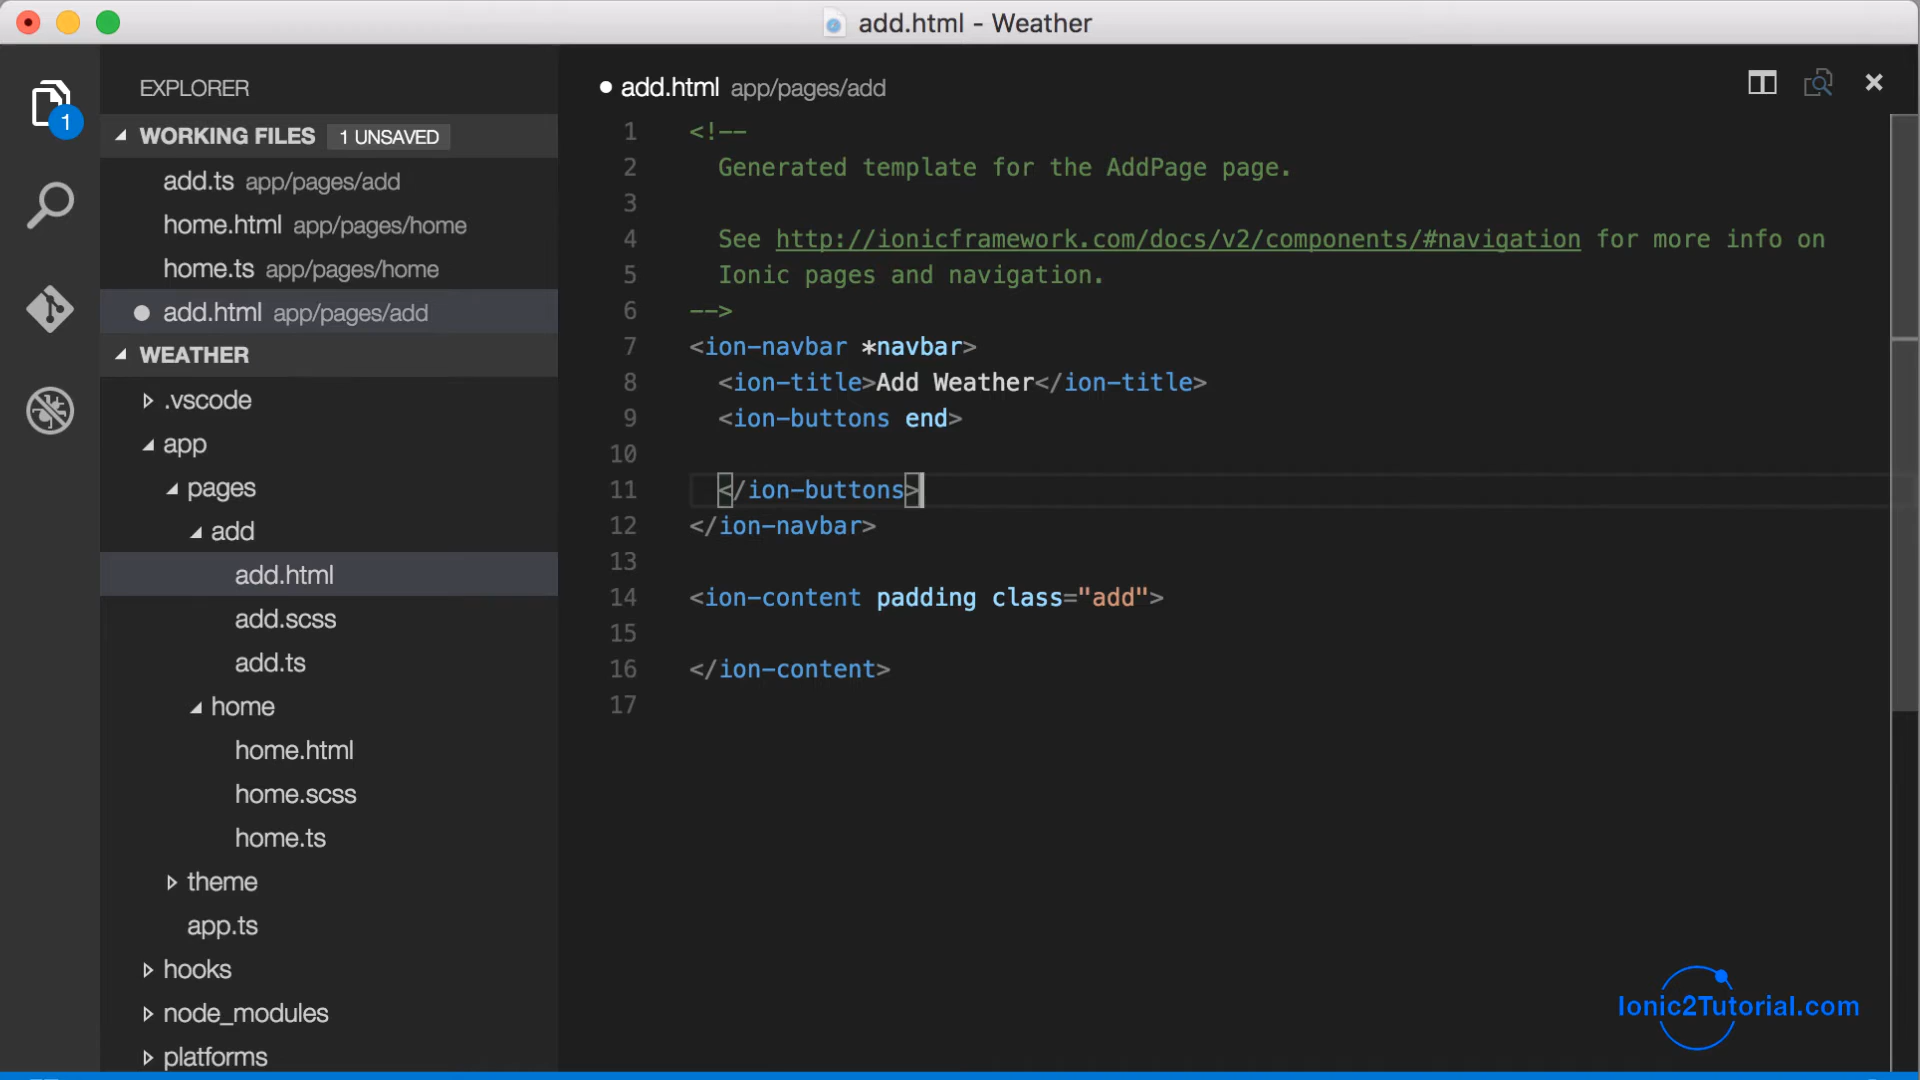 add.html - Weather
EXPLORER
WORKING FILES 1 UNSAVED
add.ts app/pages/add
home.html app/pages/home
home.ts app/pages/home
add.html app/pages/add
WEATHER
.vscode
app
pages
add
add.html
add.scss
add.ts
home
home.html
home.scss
home.ts
theme
app.ts
hooks
node_modules
platforms
1
add.html app/pages/add
1 <!--
2 Generated template for the AddPage page.
3
4 See http://ionicframework.com/docs/v2/components/#navigation for more info on
5 Ionic pages and navigation.
6 -->
7 <ion-navbar *navbar>
8 <ion-title>Add Weather</ion-title>
9 <ion-buttons end>
10
11 </ion-buttons>
12 </ion-navbar>
13
14 <ion-content padding class="add">
15
16 </ion-content>
17
Ionic2Tutorial.com